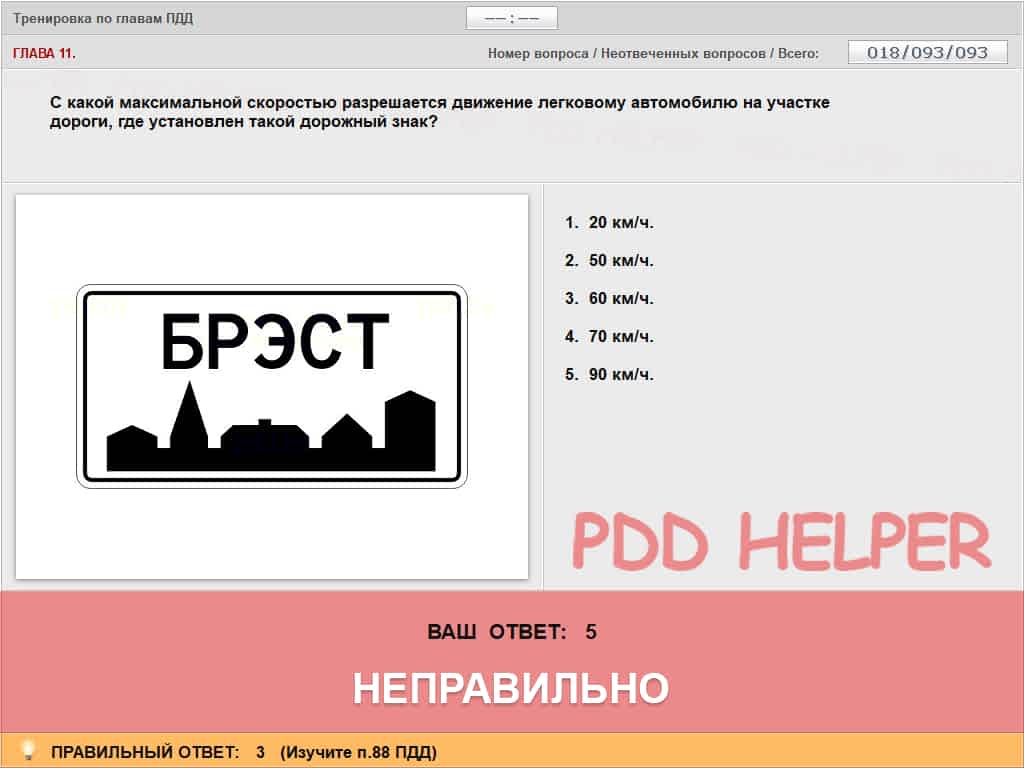 Тренировка по главам ПДД
—— : ——
ГЛАВА 11.
Номер вопроса / Неотвеченных вопросов / Всего:
018/093/093
С какой максимальной скоростью разрешается движение легковому автомобилю на участке
дороги, где установлен такой дорожный знак?
БРЭСТ
1. 20 км/ч.
2. 50 км/ч.
3. 60 км/ч.
4. 70 км/ч.
5. 90 км/ч.
PDD HELPER
ВАШ ОТВЕТ: 5
НЕПРАВИЛЬНО
ПРАВИЛЬНЫЙ ОТВЕТ: 3 (Изучите п.88 ПДД)